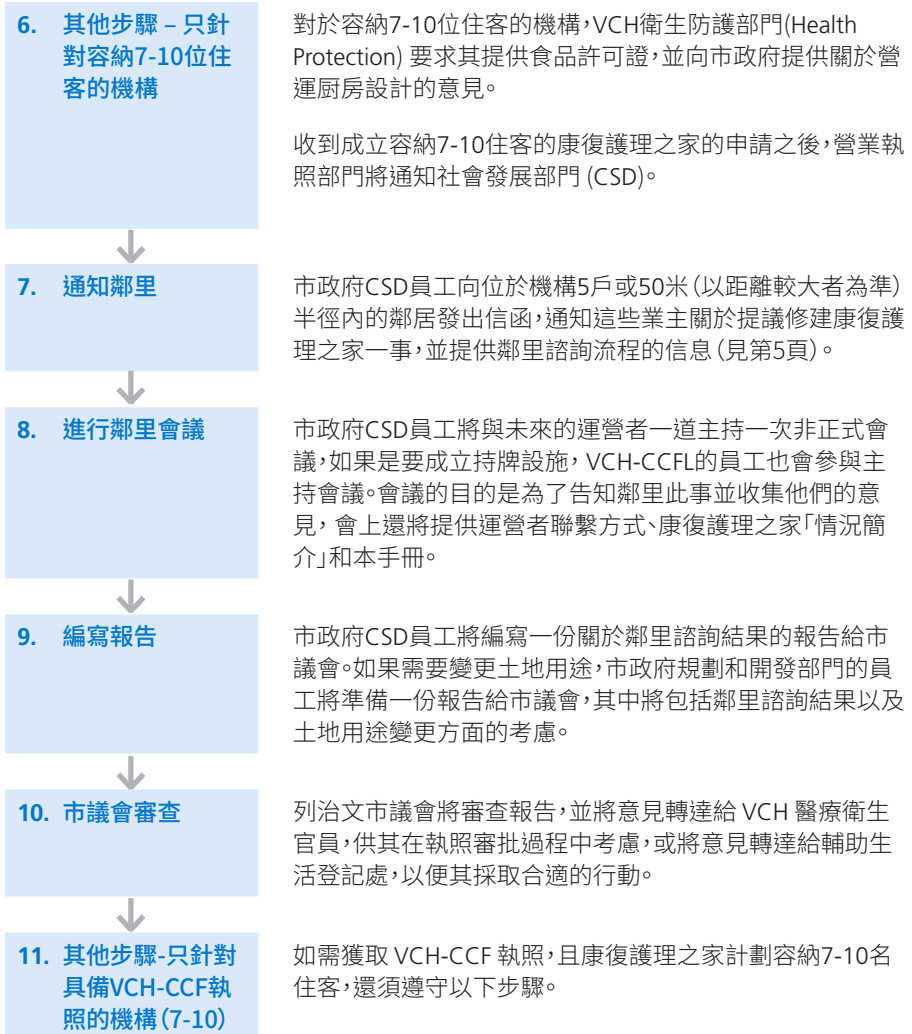 6. 其他步驟 – 只針
對容納7-10位住
客的機構
對於容納7-10位住客的機構，VCH衛生防護部門(Health
Protection) 要求其提供食品許可證，並向市政府提供關於營
運厨房設計的意見。
收到成立容納7-10住客的康復護理之家的申請之後，營業執
照部門將通知社會發展部門 (CSD)。
7. 通知鄰里
市政府CSD員工向位於機構5戶或50米（以距離較大者為準）
半徑內的鄰居發出信函，通知這些業主關於提議修建康復護
理之家一事，並提供鄰里諮詢流程的信息（見第5頁）。
8. 進行鄰里會議
市政府CSD員工將與未來的運營者一道主持一次非正式會
議，如果是要成立持牌設施， VCH-CCFL的員工也會參與主
持會議。會議的目的是為了告知鄰里此事並收集他們的意
見， 會上還將提供運營者聯繫方式、康復護理之家「情況簡
介」和本手冊。
9. 編寫報告
市政府CSD員工將編寫一份關於鄰里諮詢結果的報告給市
議會。如果需要變更土地用途，市政府規劃和開發部門的員
工將準備一份報告給市議會，其中將包括鄰里諮詢結果以及
土地用途變更方面的考慮。
10. 市議會審查
列治文市議會將審查報告，並將意見轉達給 VCH 醫療衛生
官員，供其在執照審批過程中考慮，或將意見轉達給輔助生
活登記處，以便其採取合適的行動。
11. 其他步驟-只針對
具備VCH-CCF執
照的機構（7-10）
如需獲取 VCH-CCF 執照，且康復護理之家計劃容納7-10名
住客，還須遵守以下步驟。